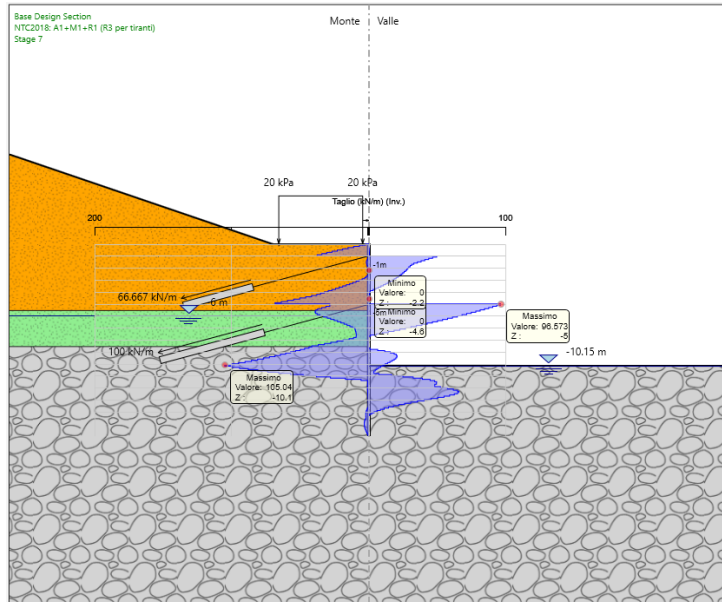 Base Design Section
NTC2018: A1+M1+R1 (R3 per tiranti)
Stage 7
Monte
Valle
20 kPa
20 kPa
Taglio (kN/m) (Inv.)
200
100
-1m
Minimo
Valore: 0
Z : -2.2
66.667 kN/m
6 m
-5m
Minimo
Valore: 0
Z : -4.6
Massimo
Valore: 96.573
Z : -5
100 kN/m
-10.15 m
Massimo
Valore: 105.04
Z : -10.1